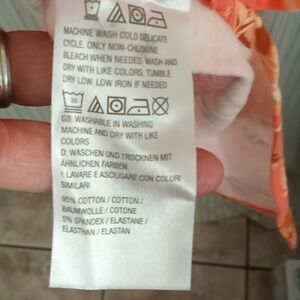 MACHINE WASH COLD DELICATE
CYCLE. ONLY NON-CHLORINE
BLEACH WHEN NEEDED. WASH AND
DRY WITH LIKE COLORS. TUMBLE
DRY LOW. LOW IRON IF NEEDED
30
GB: WASHABLE IN WASHING
MACHINE AND DRY WITH LIKE
COLORS
D: WASCHEN UND TROCKNEN MIT
ÄHNLICHEN FARBEN
I: LAVARE E ASCIUGARE CON COLORI
SIMILARI
95% COTTON / COTTON /
BAUMWOLLE / COTONE
5% SPANDEX / ELASTANE /
ELASTHAN / ELASTAN